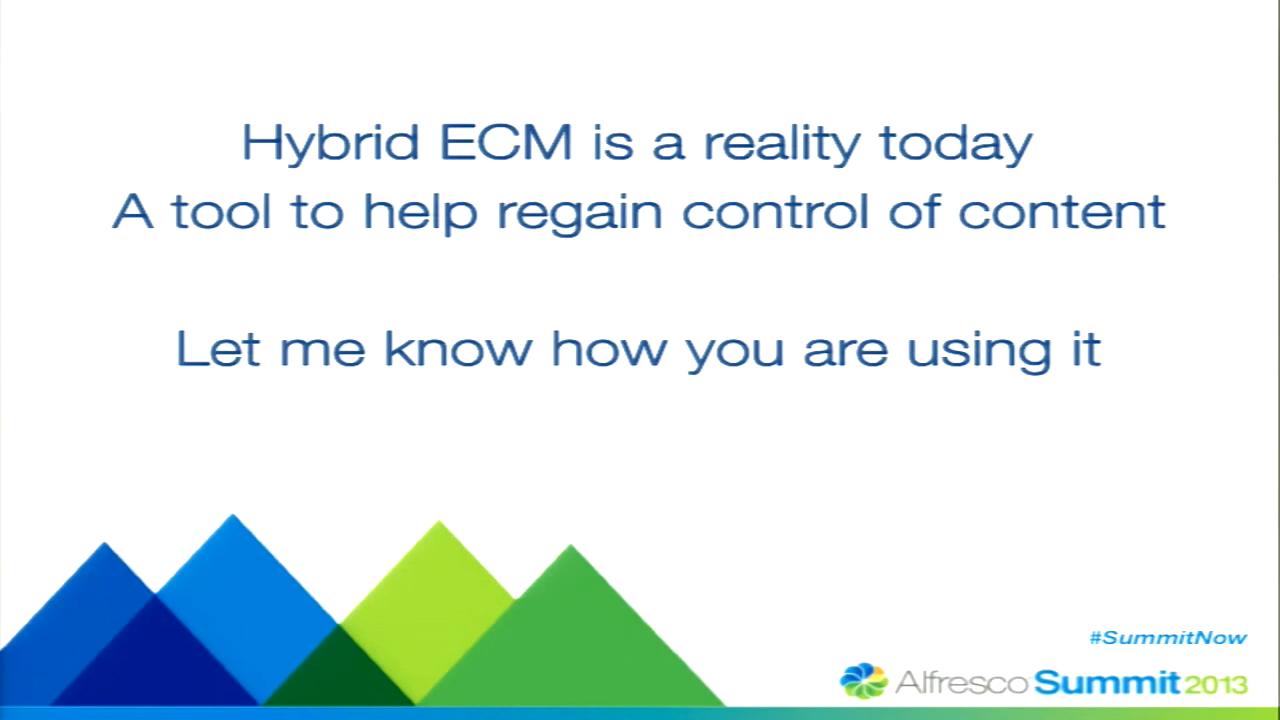 Hybrid ECM is a reality today
A tool to help regain control of content
Let me know how you are using it
#SummitNow
Alfresco Summit 2013